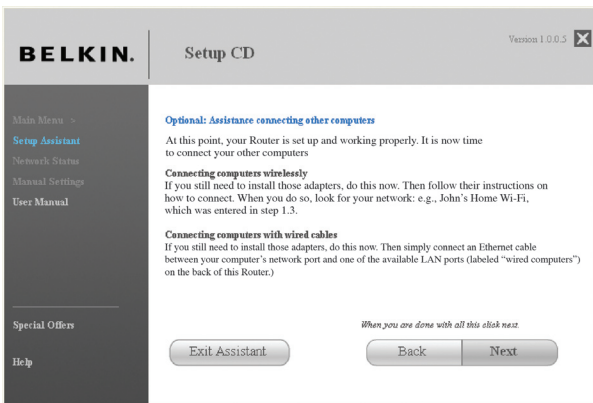 BELKIN.
Setup CD
Version 1.0.0.5
Main Menu >
Setup Assistant
Network Status
Manual Settings
User Manual
Special Offers
Help
Optional: Assistance connecting other computers
At this point, your Router is set up and working properly. It is now time
to connect your other computers
Connecting computers wirelessly
If you still need to install those adapters, do this now. Then follow their instructions on
how to connect. When you do so, look for your network: e.g., John's Home Wi-Fi,
which was entered in step 1.3.
Connecting computers with wired cables
If you still need to install those adapters, do this now. Then simply connect an Ethernet cable
between your computer's network port and one of the available LAN ports (labeled “wired computers”)
on the back of this Router.)
When you are done with all this click next.
Exit Assistant
Back
Next